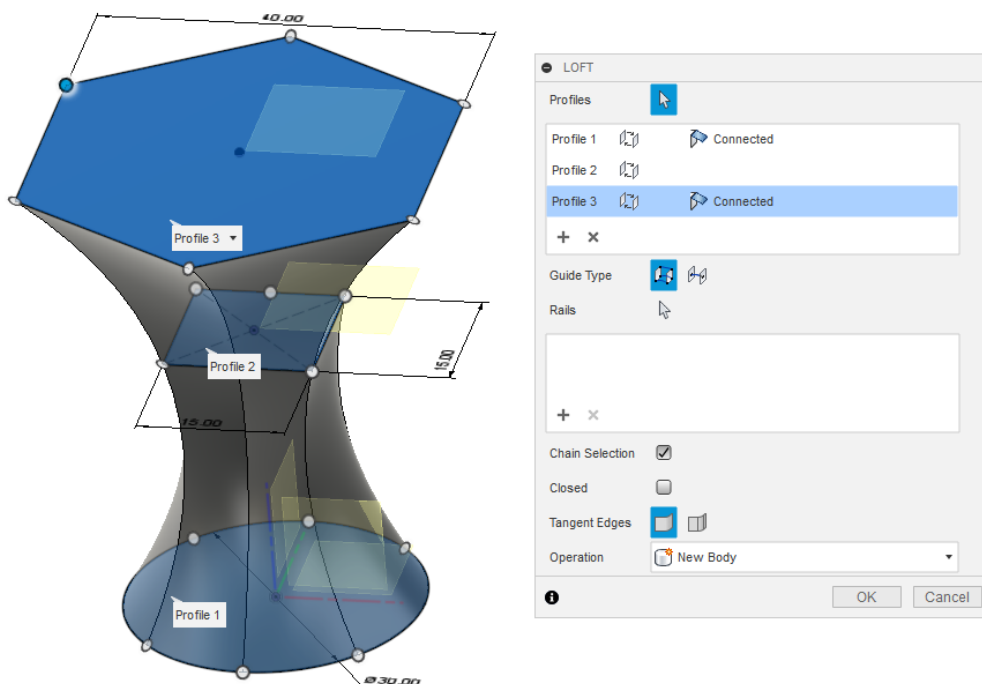 40.00
Profile 3
Profile 2
15.00
15.00
Profile 1
Ø30.00
LOFT
Profiles
Profile 1 Connected
Profile 2
Profile 3 Connected
Guide Type
Rails
Chain Selection
Closed
Tangent Edges
Operation New Body
OK Cancel